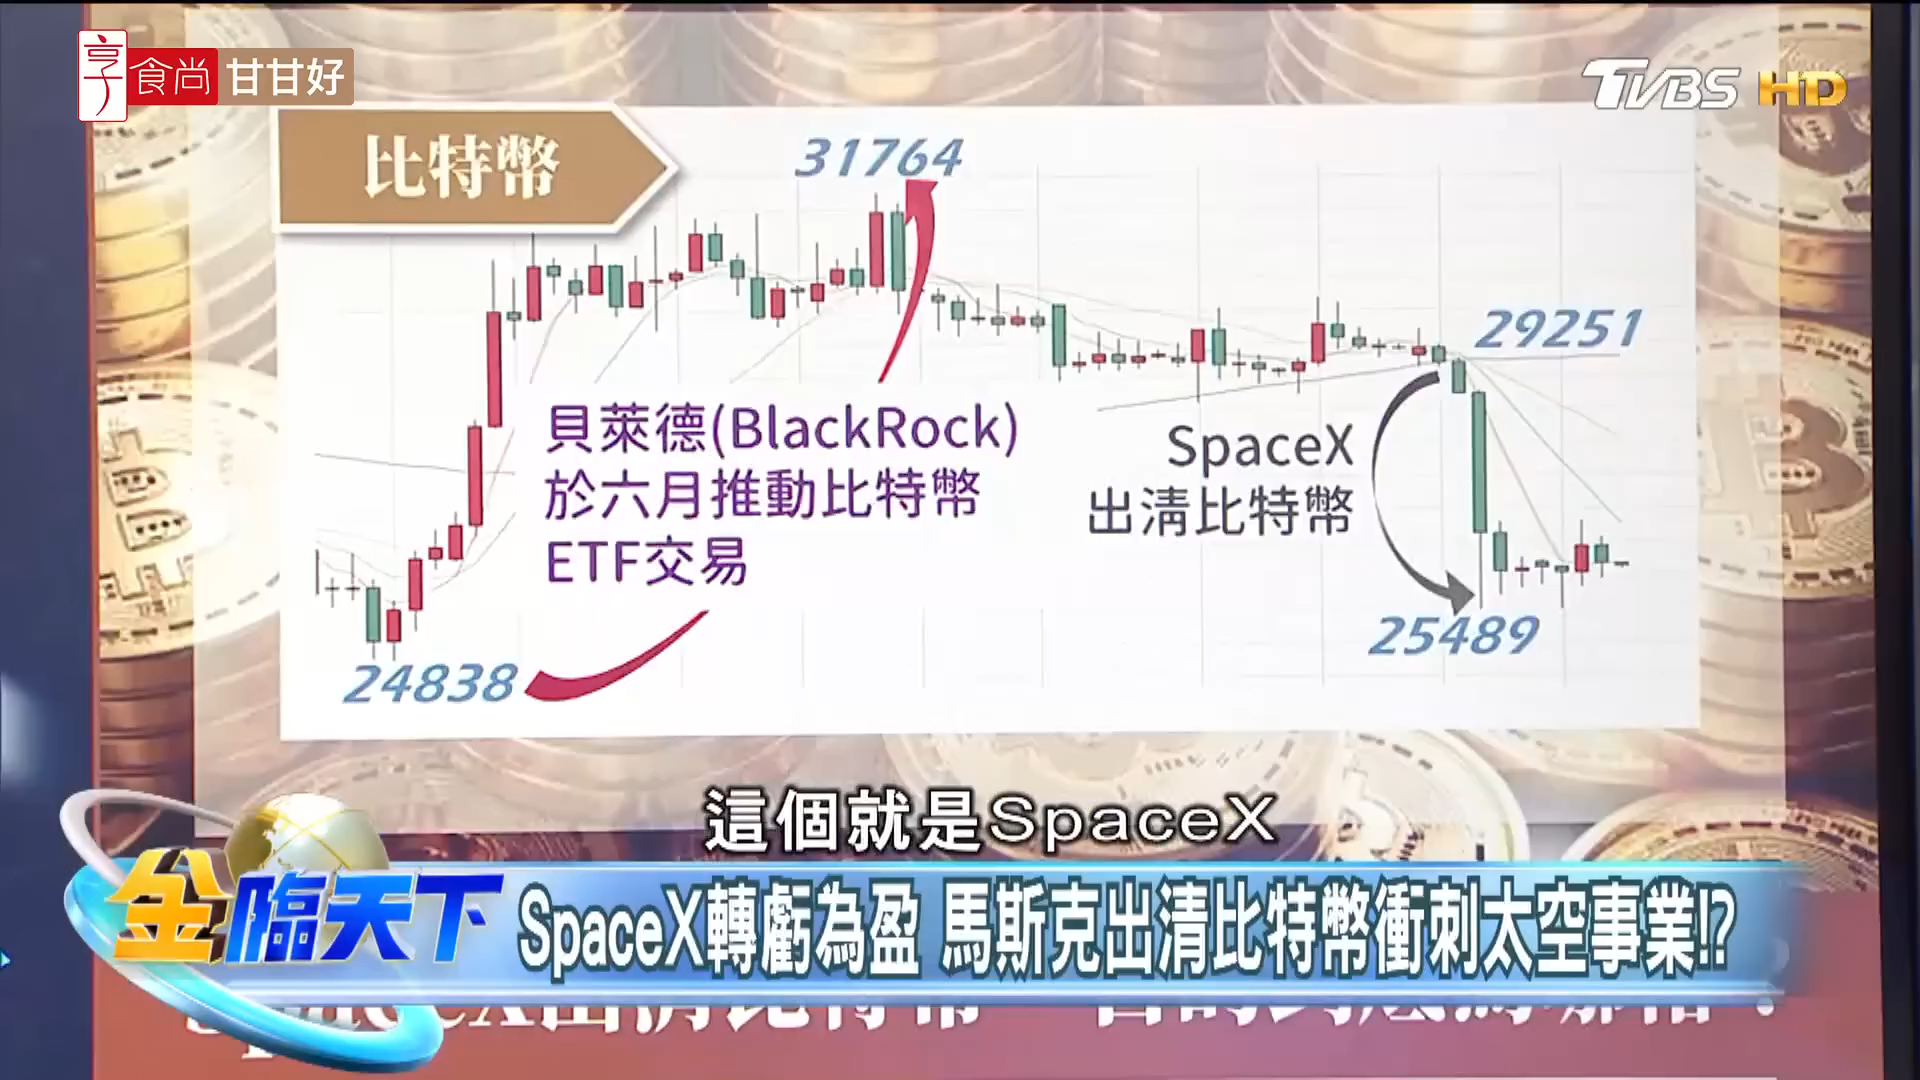 享食尚 甘甘好
TVBS HD
比特幣
31764
29251
貝萊德(BlackRock)
於六月推動比特幣
ETF交易
SpaceX
出清比特幣
25489
24838
這個就是SpaceX
金臨天下
SpaceX轉虧為盈 馬斯克出清比特幣衝刺太空事業!?